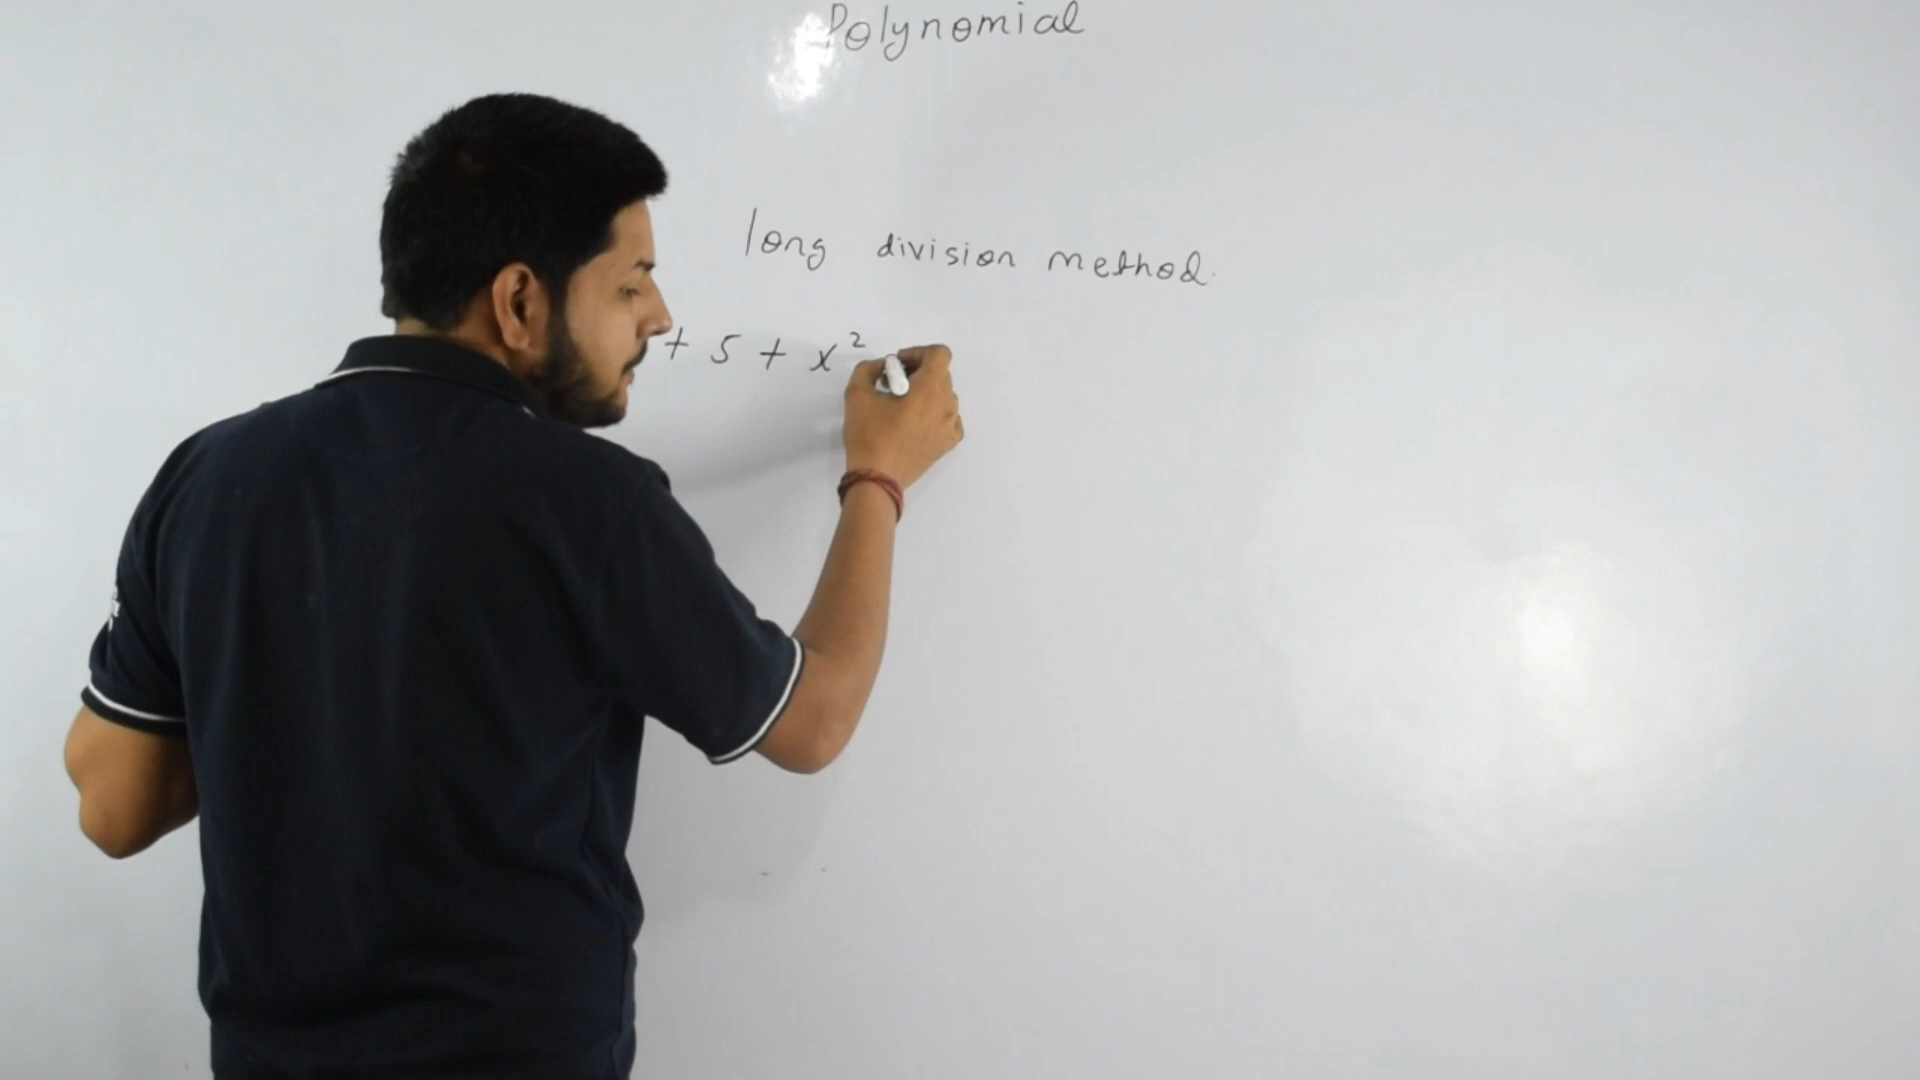 Polynomial
long division method.
+ 5 + x²